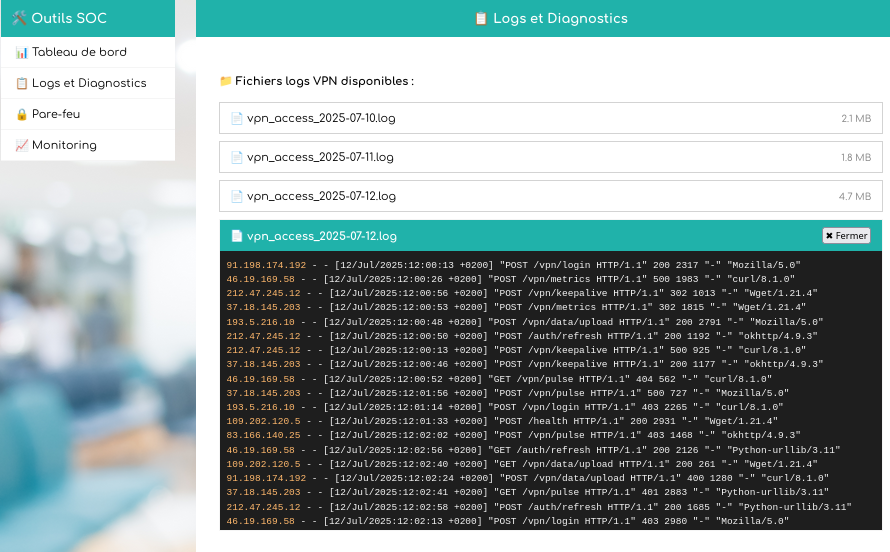 🛠️ Outils SOC
📊 Tableau de bord
📋 Logs et Diagnostics
🔒 Pare-feu
📈 Monitoring
📋 Logs et Diagnostics
📁 Fichiers logs VPN disponibles :
📄 vpn_access_2025-07-10.log 2.1 MB
📄 vpn_access_2025-07-11.log 1.8 MB
📄 vpn_access_2025-07-12.log 4.7 MB
📄 vpn_access_2025-07-12.log ✖ Fermer
91.198.174.192 - - [12/Jul/2025:12:00:13 +0200] "POST /vpn/login HTTP/1.1" 200 2317 "-" "Mozilla/5.0"
46.19.169.58 - - [12/Jul/2025:12:00:26 +0200] "POST /vpn/metrics HTTP/1.1" 500 1983 "-" "curl/8.1.0"
212.47.245.12 - - [12/Jul/2025:12:00:56 +0200] "POST /vpn/keepalive HTTP/1.1" 302 1013 "-" "Wget/1.21.4"
37.18.145.203 - - [12/Jul/2025:12:00:53 +0200] "POST /vpn/metrics HTTP/1.1" 302 1815 "-" "Wget/1.21.4"
193.5.216.10 - - [12/Jul/2025:12:00:48 +0200] "POST /vpn/data/upload HTTP/1.1" 200 2791 "-" "Mozilla/5.0"
212.47.245.12 - - [12/Jul/2025:12:00:50 +0200] "POST /auth/refresh HTTP/1.1" 200 1192 "-" "okhttp/4.9.3"
212.47.245.12 - - [12/Jul/2025:12:00:13 +0200] "POST /vpn/keepalive HTTP/1.1" 500 925 "-" "curl/8.1.0"
37.18.145.203 - - [12/Jul/2025:12:00:46 +0200] "POST /vpn/keepalive HTTP/1.1" 200 1177 "-" "okhttp/4.9.3"
46.19.169.58 - - [12/Jul/2025:12:00:52 +0200] "GET /vpn/pulse HTTP/1.1" 404 562 "-" "curl/8.1.0"
37.18.145.203 - - [12/Jul/2025:12:01:56 +0200] "POST /vpn/pulse HTTP/1.1" 500 727 "-" "Mozilla/5.0"
193.5.216.10 - - [12/Jul/2025:12:01:14 +0200] "POST /vpn/login HTTP/1.1" 403 2265 "-" "curl/8.1.0"
109.202.120.5 - - [12/Jul/2025:12:01:33 +0200] "POST /health HTTP/1.1" 200 2931 "-" "Wget/1.21.4"
83.166.140.25 - - [12/Jul/2025:12:02:02 +0200] "POST /vpn/pulse HTTP/1.1" 403 1468 "-" "okhttp/4.9.3"
46.19.169.58 - - [12/Jul/2025:12:02:56 +0200] "GET /auth/refresh HTTP/1.1" 200 2126 "-" "Python-urllib/3.11"
109.202.120.5 - - [12/Jul/2025:12:02:40 +0200] "GET /vpn/data/upload HTTP/1.1" 200 261 "-" "Wget/1.21.4"
91.198.174.192 - - [12/Jul/2025:12:02:24 +0200] "POST /vpn/data/upload HTTP/1.1" 400 1280 "-" "curl/8.1.0"
37.18.145.203 - - [12/Jul/2025:12:02:41 +0200] "GET /vpn/pulse HTTP/1.1" 401 2883 "-" "Python-urllib/3.11"
212.47.245.12 - - [12/Jul/2025:12:02:58 +0200] "POST /auth/refresh HTTP/1.1" 200 1685 "-" "Python-urllib/3.11"
46.19.169.58 - - [12/Jul/2025:12:02:13 +0200] "POST /vpn/login HTTP/1.1" 403 2980 "-" "Mozilla/5.0"